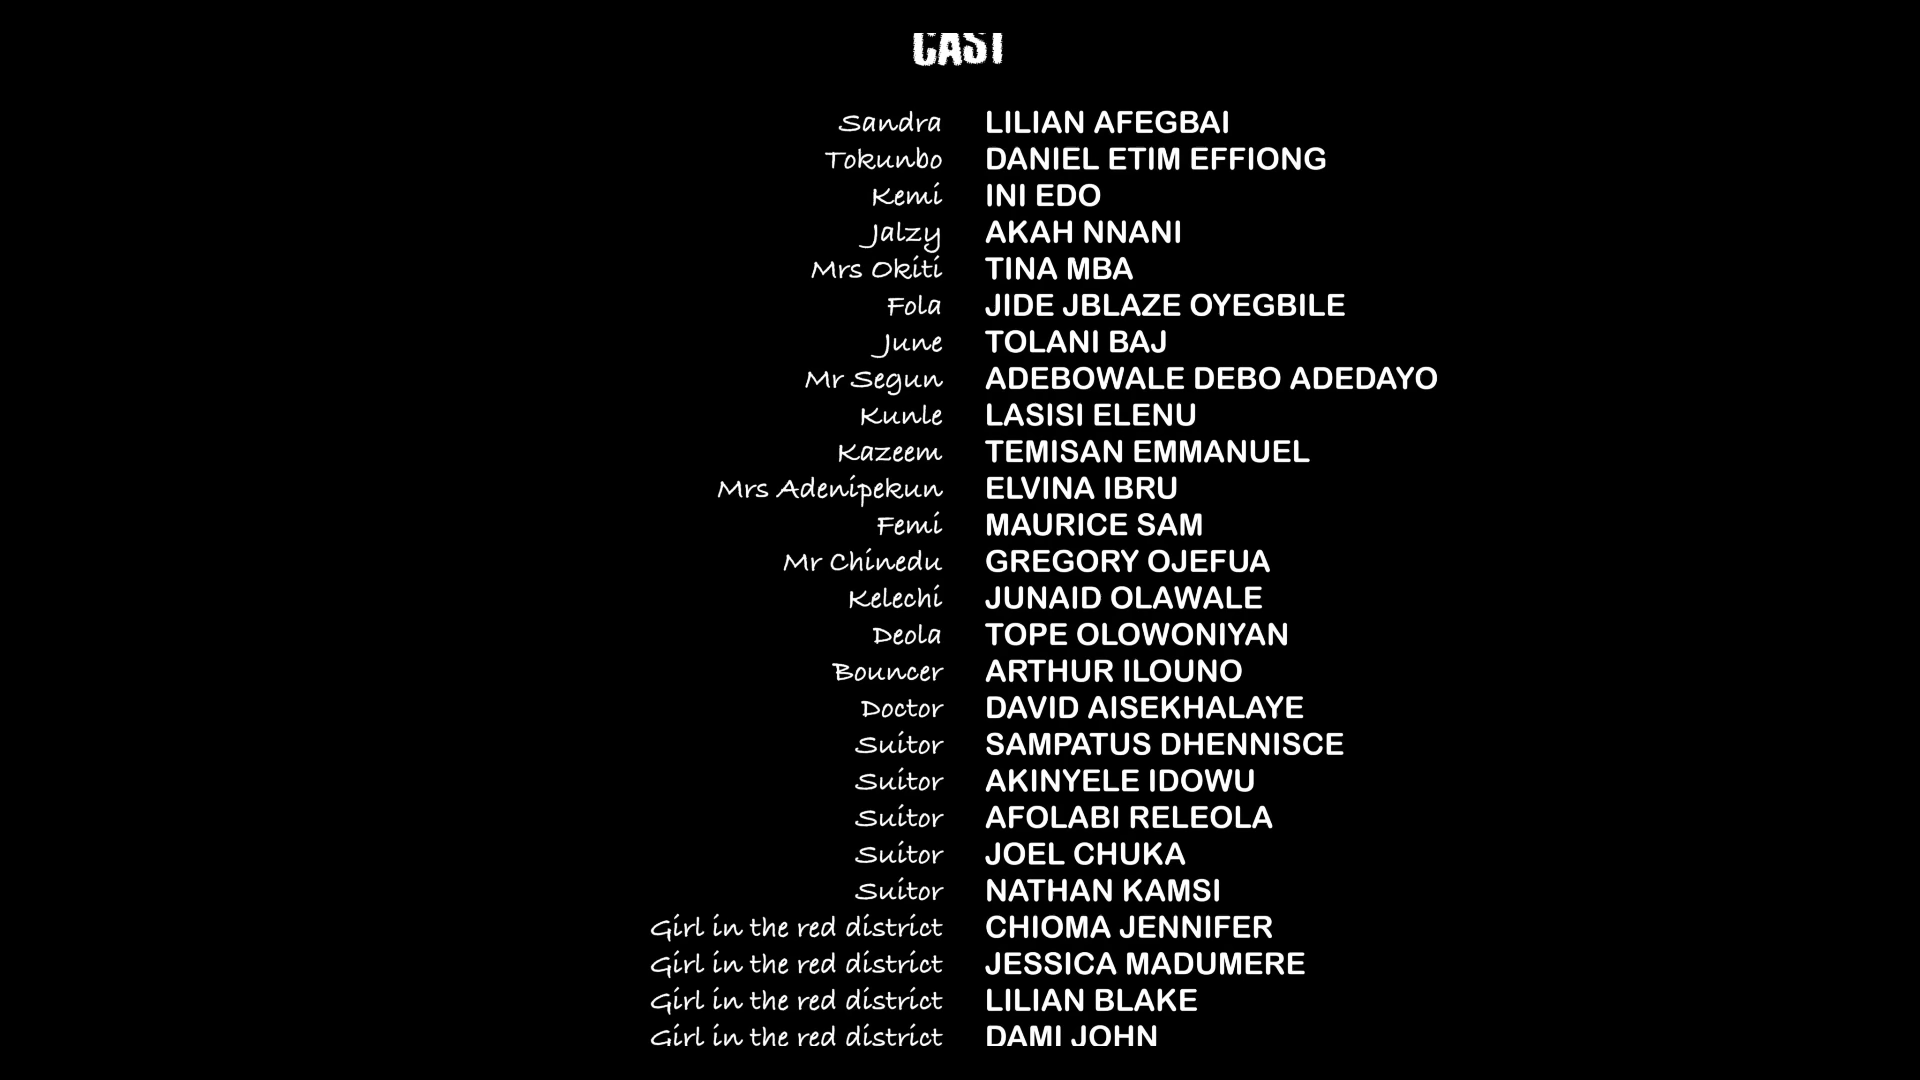 CAST
Sandra LILIAN AFEGBAI
Tokunbo DANIEL ETIM EFFIONG
Kemi INI EDO
Jalzy AKAH NNANI
Mrs Okiti TINA MBA
Fola JIDE JBLAZE OYEGBILE
June TOLANI BAJ
Mr Segun ADEBOWALE DEBO ADEDAYO
Kunle LASISI ELENU
Kazeem TEMISAN EMMANUEL
Mrs Adenipekun ELVINA IBRU
Femi MAURICE SAM
Mr Chinedu GREGORY OJEFUA
Kelechi JUNAID OLAWALE
Deola TOPE OLOWONIYAN
Bouncer ARTHUR ILOUNO
Doctor DAVID AISEKHALAYE
Suitor SAMPATUS DHENNISCE
Suitor AKINYELE IDOWU
Suitor AFOLABI RELEOLA
Suitor JOEL CHUKA
Suitor NATHAN KAMSI
Girl in the red district CHIOMA JENNIFER
Girl in the red district JESSICA MADUMERE
Girl in the red district LILIAN BLAKE
Girl in the red district DAMI JOHN